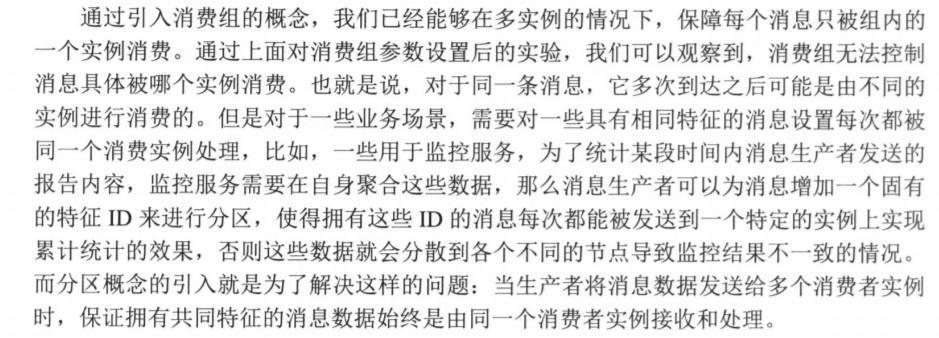 通过引入消费组的概念，我们已经能够在多实例的情况下，保障每个消息只被组内的
一个实例消费。通过上面对消费组参数设置后的实验，我们可以观察到，消费组无法控制
消息具体被哪个实例消费。也就是说，对于同一条消息，它多次到达之后可能是由不同的
实例进行消费的。但是对于一些业务场景，需要对一些具有相同特征的消息设置每次都被
同一个消费实例处理，比如，一些用于监控服务，为了统计某段时间内消息生产者发送的
报告内容，监控服务需要在自身聚合这些数据，那么消息生产者可以为消息增加一个固有
的特征 ID 来进行分区，使得拥有这些 ID 的消息每次都能被发送到一个特定的实例上实现
累计统计的效果，否则这些数据就会分散到各个不同的节点导致监控结果不一致的情况。
而分区概念的引入就是为了解决这样的问题：当生产者将消息数据发送给多个消费者实例
时，保证拥有共同特征的消息数据始终是由同一个消费者实例接收和处理。